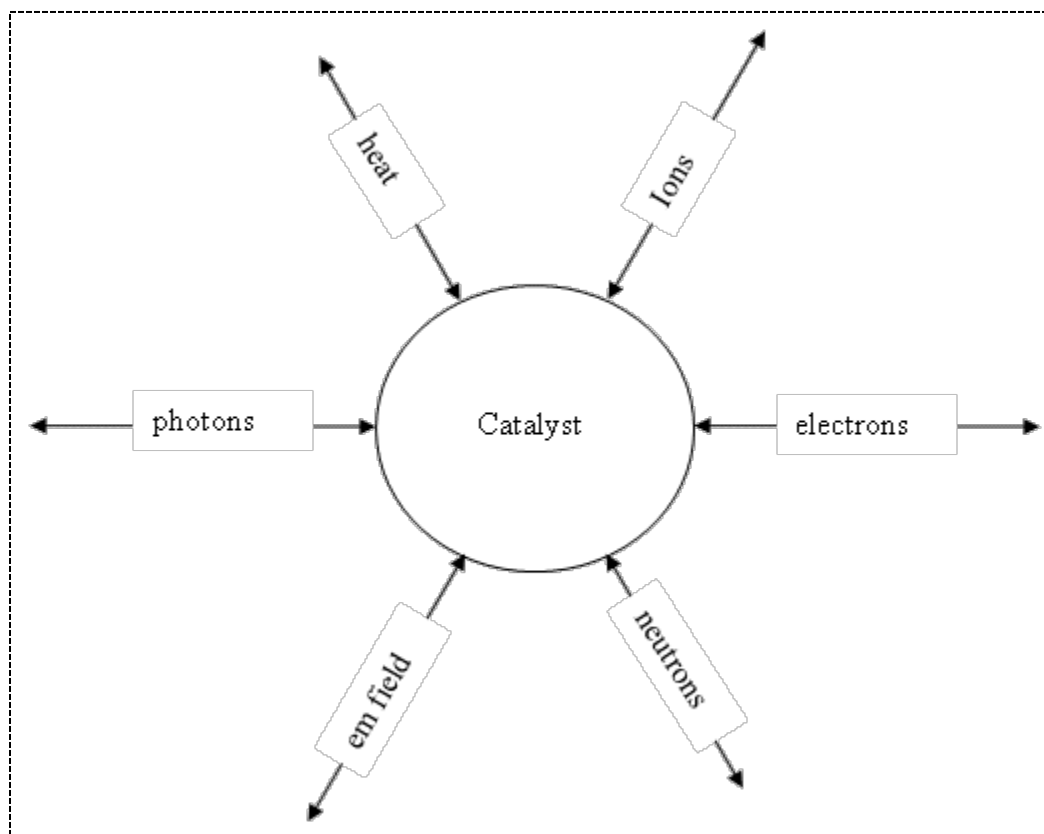 heat
Ions
photons
Catalyst
electrons
em field
neutrons